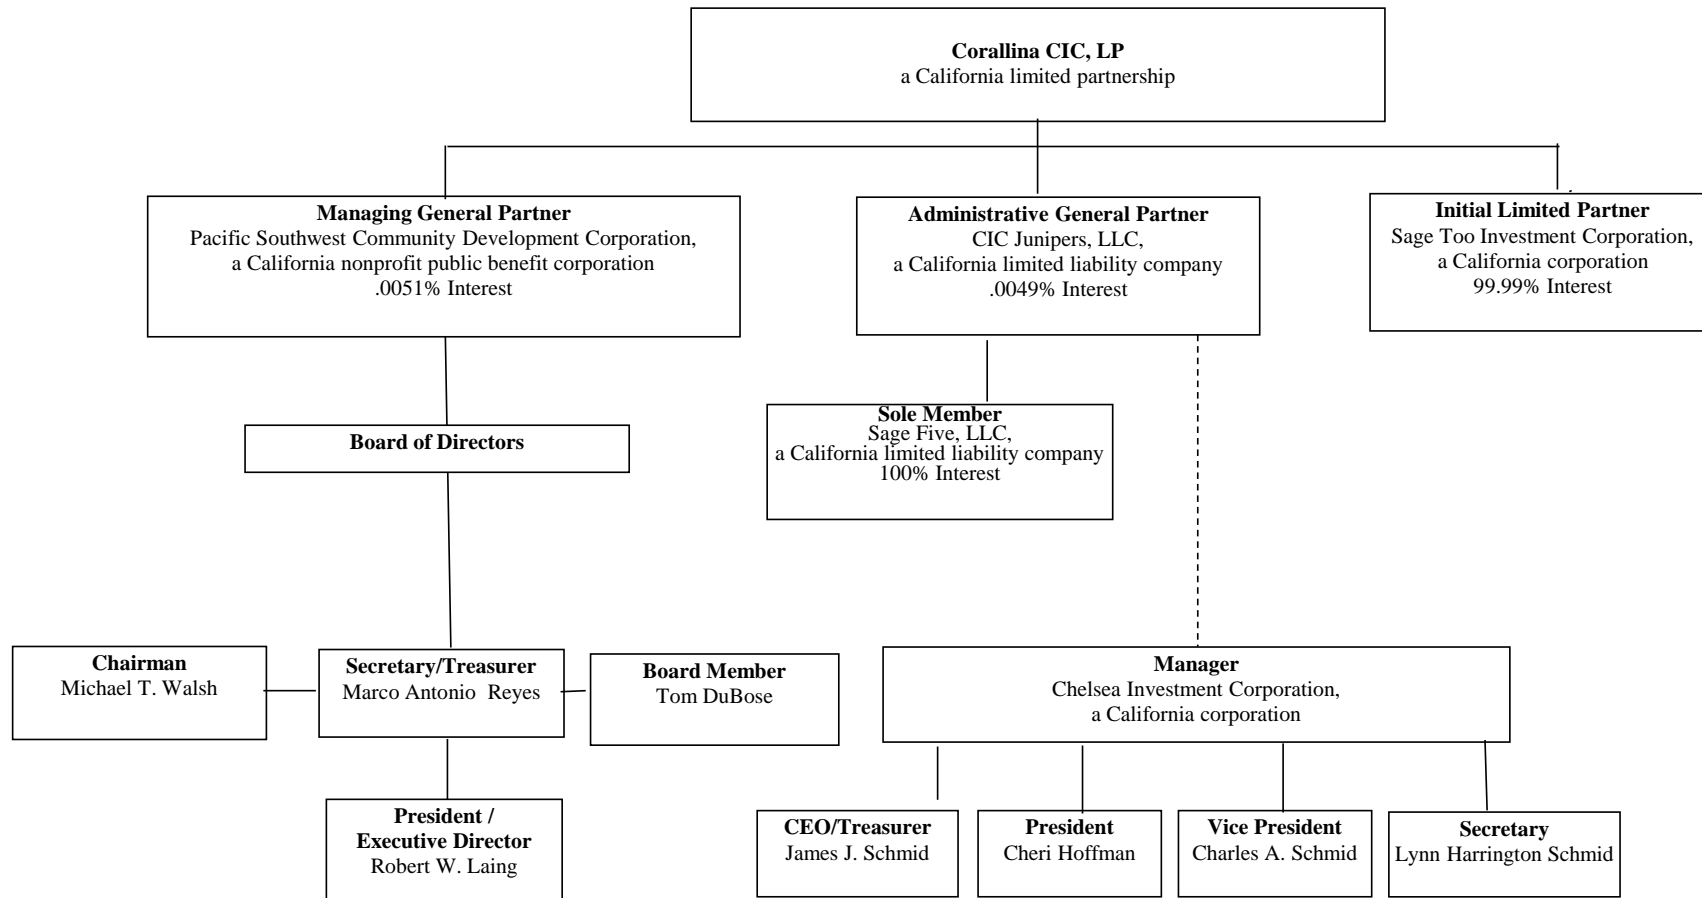 Corallina CIC, LP
a California limited partnership
Managing General Partner
Pacific Southwest Community Development Corporation,
a California nonprofit public benefit corporation
.0051% Interest
Administrative General Partner
CIC Junipers, LLC,
a California limited liability company
.0049% Interest
Initial Limited Partner
Sage Too Investment Corporation,
a California corporation
99.99% Interest
Board of Directors
Sole Member
Sage Five, LLC,
a California limited liability company
100% Interest
Chairman
Michael T. Walsh
Secretary/Treasurer
Marco Antonio Reyes
Board Member
Tom DuBose
Manager
Chelsea Investment Corporation,
a California corporation
President /
Executive Director
Robert W. Laing
CEO/Treasurer
James J. Schmid
President
Cheri Hoffman
Vice President
Charles A. Schmid
Secretary
Lynn Harrington Schmid